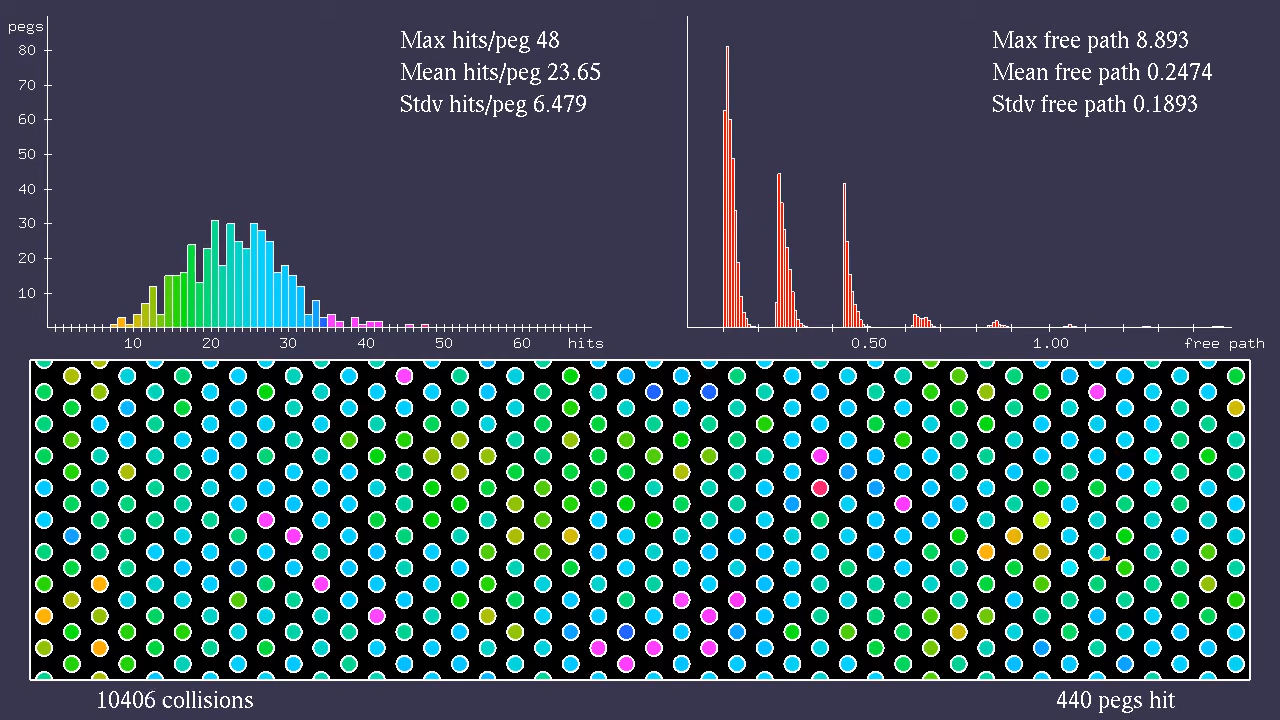 pegs
80
70
60
50
40
30
20
10
10 20 30 40 50 60 hits
Max hits/peg 48
Mean hits/peg 23.65
Stdv hits/peg 6.479
Max free path 8.893
Mean free path 0.2474
Stdv free path 0.1893
0.50 1.00 free path
10406 collisions
440 pegs hit